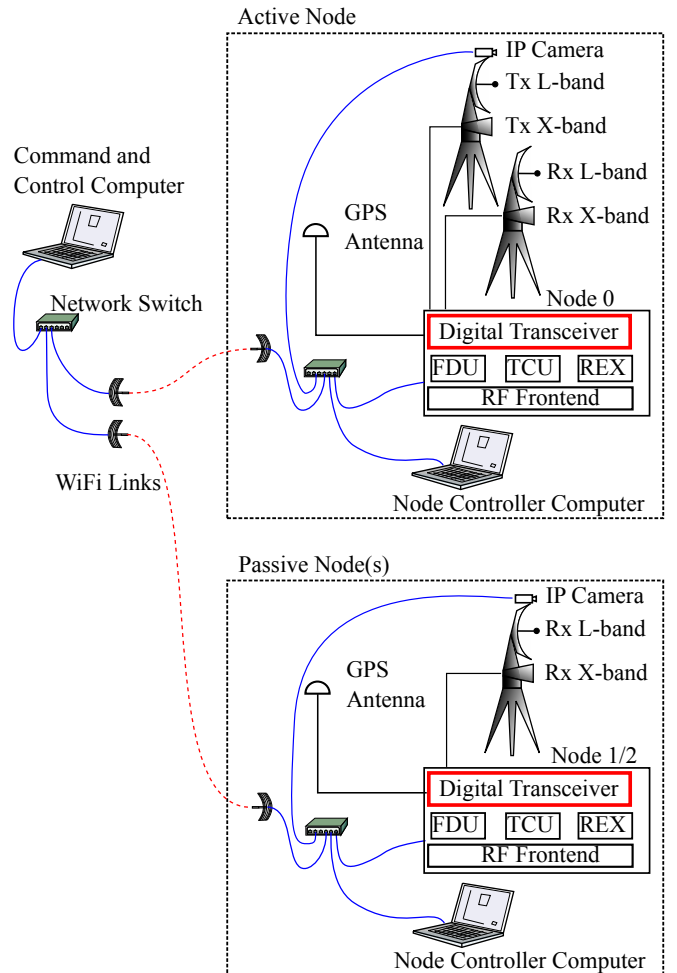 Active Node
IP Camera
Tx L-band
Tx X-band
Rx L-band
Rx X-band
Command and
Control Computer
GPS
Antenna
Network Switch
Node 0
Digital Transceiver
FDU TCU REX
RF Frontend
WiFi Links
Node Controller Computer
Passive Node(s)
IP Camera
Rx L-band
Rx X-band
GPS
Antenna
Node 1/2
Digital Transceiver
FDU TCU REX
RF Frontend
Node Controller Computer